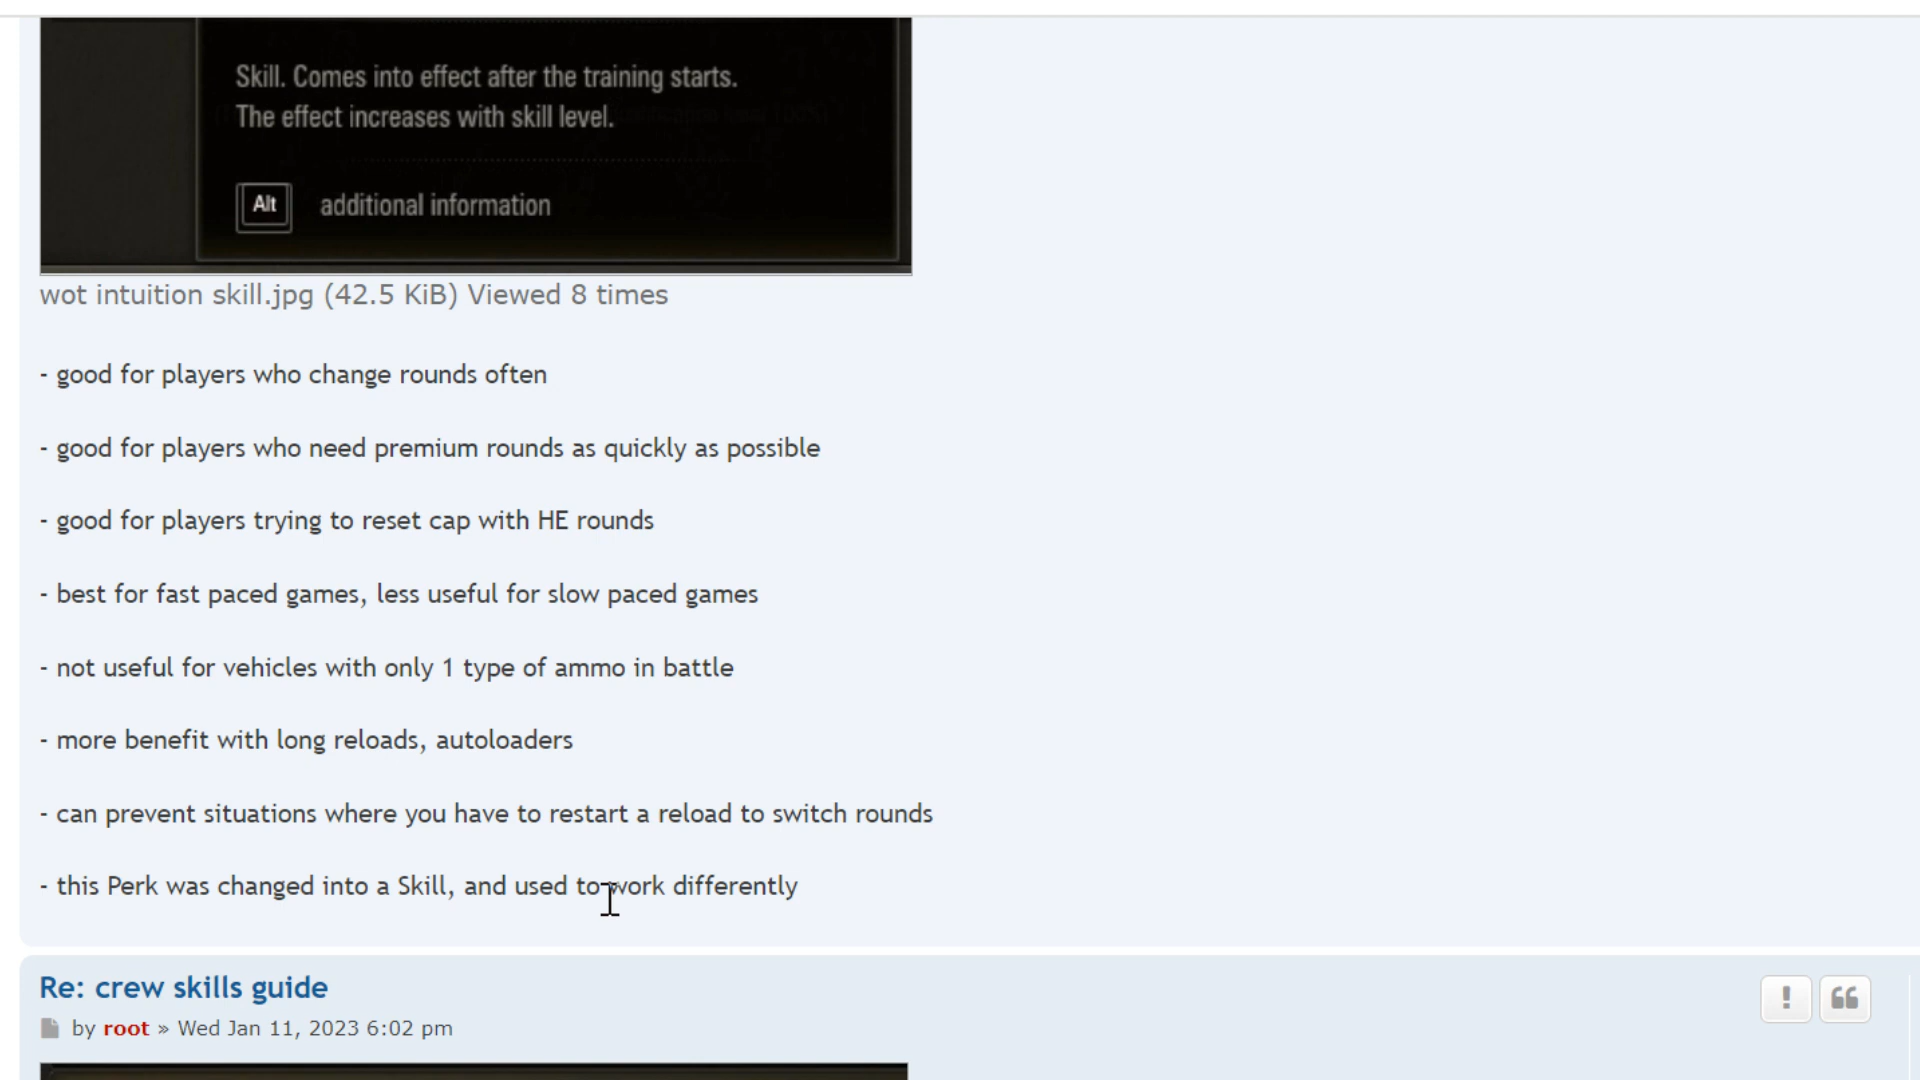 Skill. Comes into effect after the training starts.
The effect increases with skill level.
Alt additional information
wot intuition skill.jpg (42.5 KiB) Viewed 8 times
- good for players who change rounds often
- good for players who need premium rounds as quickly as possible
- good for players trying to reset cap with HE rounds
- best for fast paced games, less useful for slow paced games
- not useful for vehicles with only 1 type of ammo in battle
- more benefit with long reloads, autoloaders
- can prevent situations where you have to restart a reload to switch rounds
- this Perk was changed into a Skill, and used to work differently
Re: crew skills guide
by root » Wed Jan 11, 2023 6:02 pm